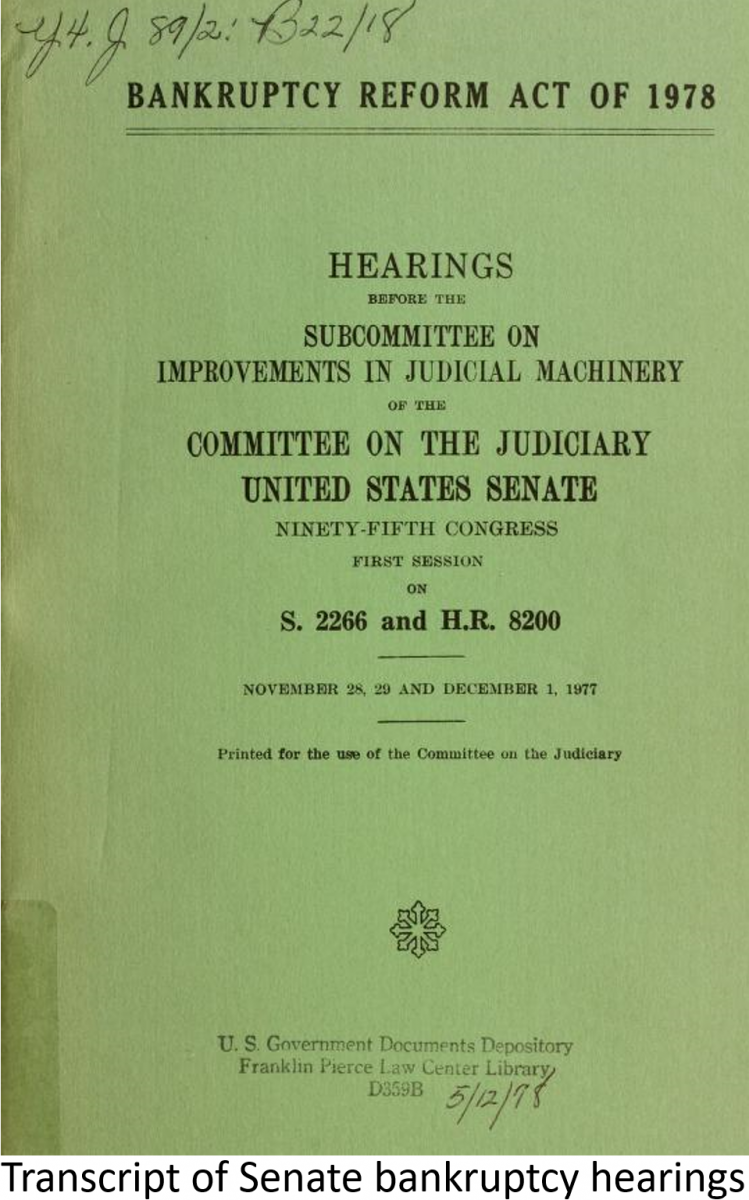 Y4. J 89/2: B22/18
BANKRUPTCY REFORM ACT OF 1978
HEARINGS
BEFORE THE
SUBCOMMITTEE ON
IMPROVEMENTS IN JUDICIAL MACHINERY
OF THE
COMMITTEE ON THE JUDICIARY
UNITED STATES SENATE
NINETY-FIFTH CONGRESS
FIRST SESSION
ON
S. 2266 and H.R. 8200
NOVEMBER 28, 29 AND DECEMBER 1, 1977
Printed for the use of the Committee on the Judiciary
U. S. Government Documents Depository
Franklin Pierce Law Center Library
D359B 5/12/78
Transcript of Senate bankruptcy hearings